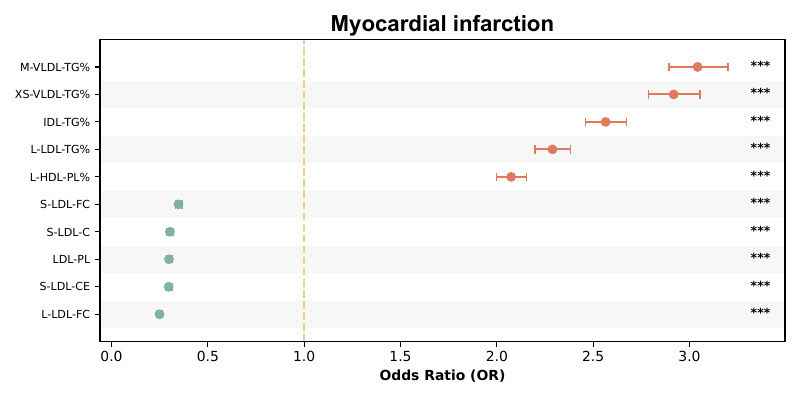 Myocardial infarction
M-VLDL-TG% ***
XS-VLDL-TG% ***
IDL-TG% ***
L-LDL-TG% ***
L-HDL-PL% ***
S-LDL-FC ***
S-LDL-C ***
LDL-PL ***
S-LDL-CE ***
L-LDL-FC ***
0.0 0.5 1.0 1.5 2.0 2.5 3.0
Odds Ratio (OR)